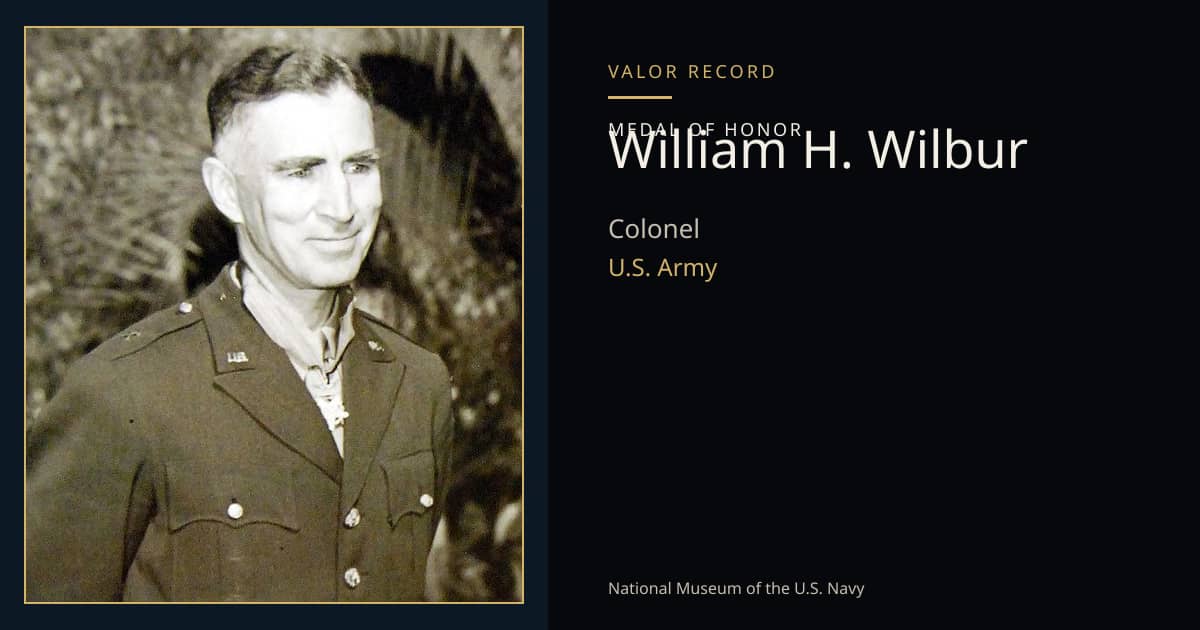 VALOR RECORD
MEDAL OF HONOR
William H. Wilbur
Colonel
U.S. Army
National Museum of the U.S. Navy